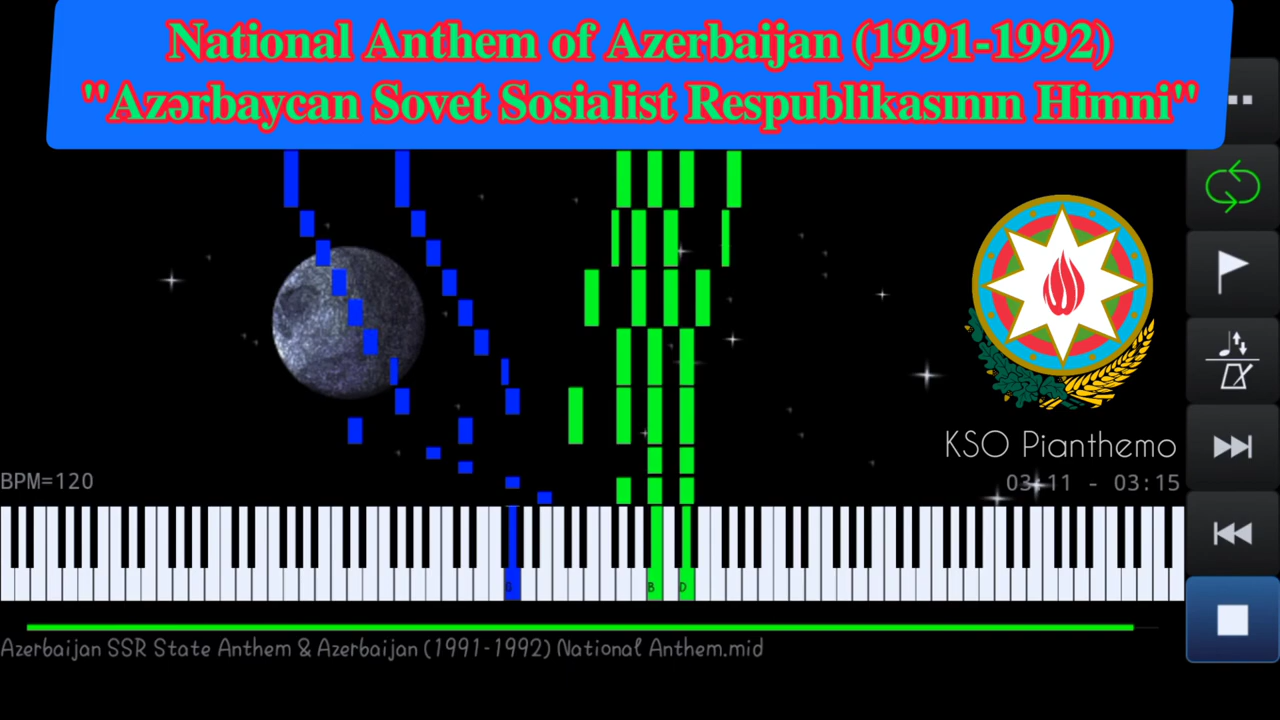 National Anthem of Azerbaijan (1991-1992)
"Azərbaycan Sovet Sosialist Respublikasının Himni"
KSO Pianthemo
BPM=120
03:11 - 03:15
G B D
Azerbaijan SSR State Anthem & Azerbaijan (1991-1992) National Anthem.mid